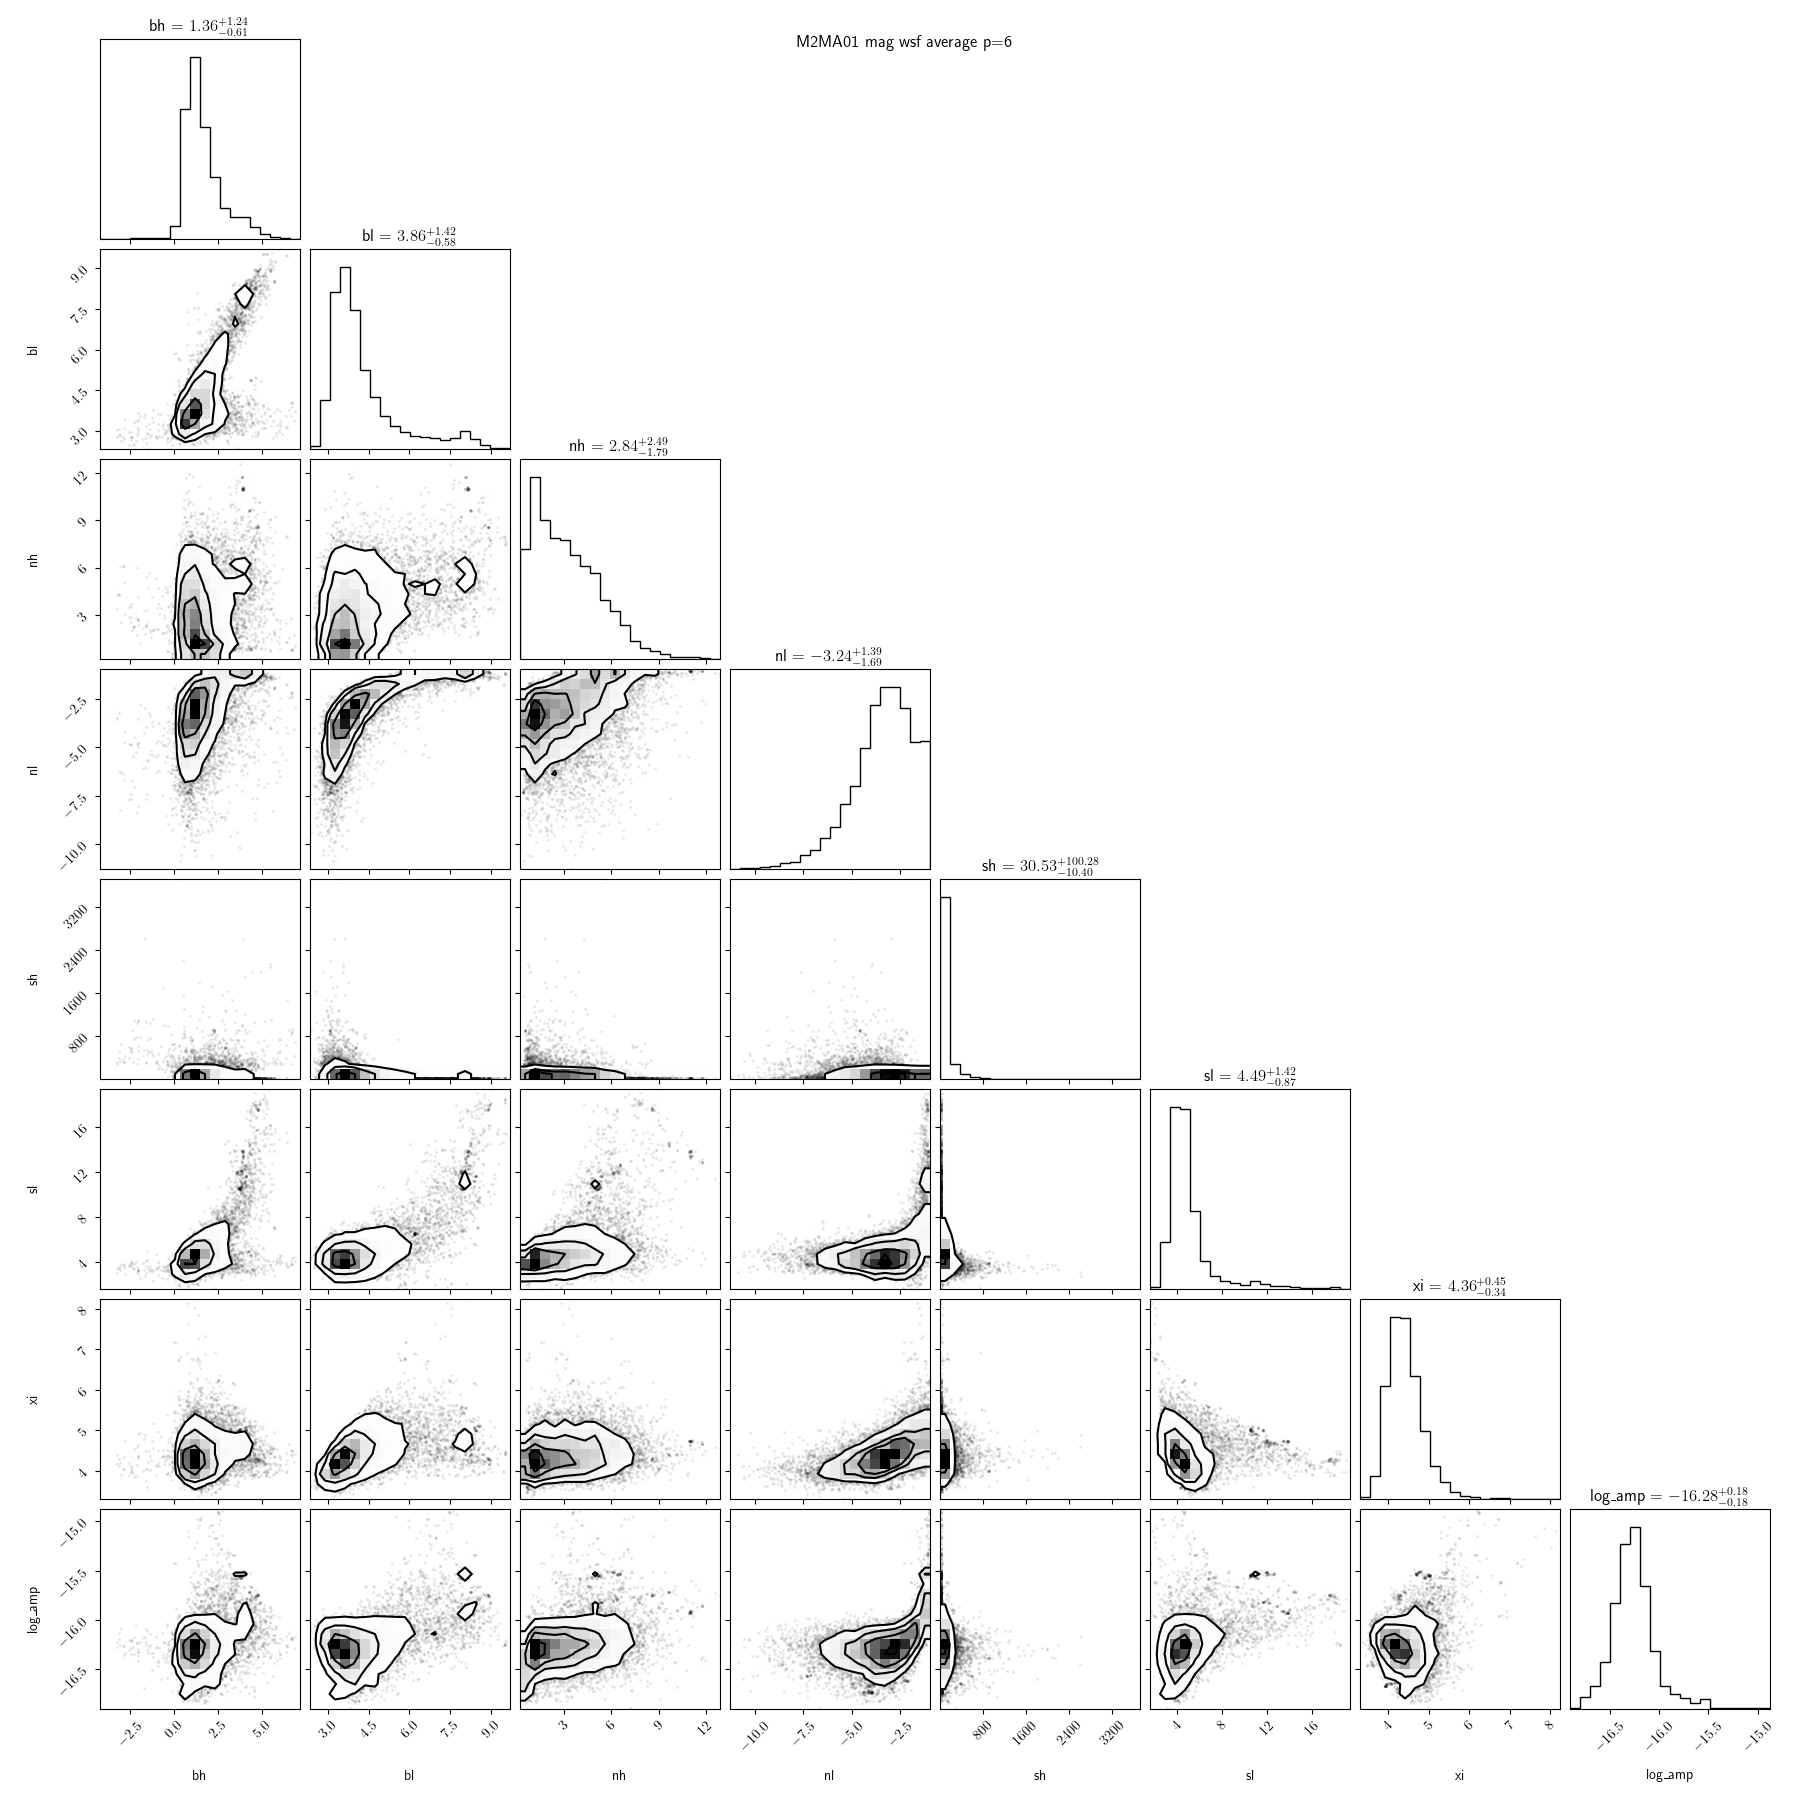 M2MA01 mag wsf average p=6
bh = 1.36+1.24−0.61
bl = 3.86+1.42−0.58
9.0
7.5
6.0
4.5
3.0
bl
nh = 2.84+2.49−1.79
12
9
6
3
nh
nl = −3.24+1.39−1.69
−2.5
−5.0
−7.5
−10.0
nl
sh = 30.53+100.28−10.40
3200
2400
1600
800
sh
sl = 4.49+1.42−0.87
16
12
8
4
sl
xi = 4.36+0.45−0.34
8
7
6
5
4
xi
log_amp = −16.28+0.18−0.18
−15.0
−15.5
−16.0
−16.5
log_amp
−2.5 0.0 2.5 5.0 3.0 4.5 6.0 7.5 9.0 3 6 9 12 −10.0 −7.5 −5.0 −2.5 800 1600 2400 3200 4 8 12 16 4 5 6 7 8 −16.5 −16.0 −15.5 −15.0
bh bl nh nl sh sl xi log_amp